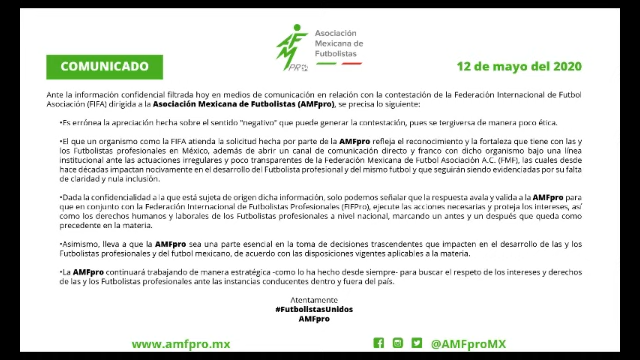 AMFPRO
Asociación
Mexicana de
Futbolistas
COMUNICADO
12 de mayo del 2020
Ante la información confidencial filtrada hoy en medios de comunicación en relación con la contestación de la Federación Internacional de Futbol
Asociación (FIFA) dirigida a la Asociación Mexicana de Futbolistas (AMFpro), se precisa lo siguiente:
•Es errónea la apreciación hecha sobre el sentido "negativo" que puede generar la contestación, pues se tergiversa de manera poco ética.
•El que un organismo como la FIFA atienda la solicitud hecha por parte de la AMFpro refleja el reconocimiento y la fortaleza que tiene con las y
los Futbolistas profesionales en México, además de abrir un canal de comunicación directo y franco con dicho organismo bajo una línea
institucional ante las actuaciones irregulares y poco transparentes de la Federación Mexicana de Futbol Asociación A.C. (FMF), las cuales desde
hace décadas impactan nocivamente en el desarrollo del Futbolista profesional y del mismo futbol y que seguirán siendo evidenciadas por su falta
de claridad y nula inclusión.
•Dada la confidencialidad a la que está sujeta de origen dicha información, solo podemos señalar que la respuesta avala y valida a la AMFpro para
que en conjunto con la Federación Internacional de Futbolistas Profesionales (FIFPro), ejecute las acciones necesarias y proteja los intereses, así
como los derechos humanos y laborales de los Futbolistas profesionales a nivel nacional, marcando un antes y un después que queda como
precedente en la materia.
•Asimismo, lleva a que la AMFpro sea una parte esencial en la toma de decisiones trascendentes que impacten en el desarrollo de las y los
Futbolistas profesionales y del futbol mexicano, de acuerdo con las disposiciones vigentes aplicables a la materia.
•La AMFpro continuará trabajando de manera estratégica -como lo ha hecho desde siempre- para buscar el respeto de los intereses y derechos
de las y los Futbolistas profesionales ante las instancias conducentes dentro y fuera del país.
Atentamente
#FutbolistasUnidos
AMFpro
www.amfpro.mx
@AMFproMX